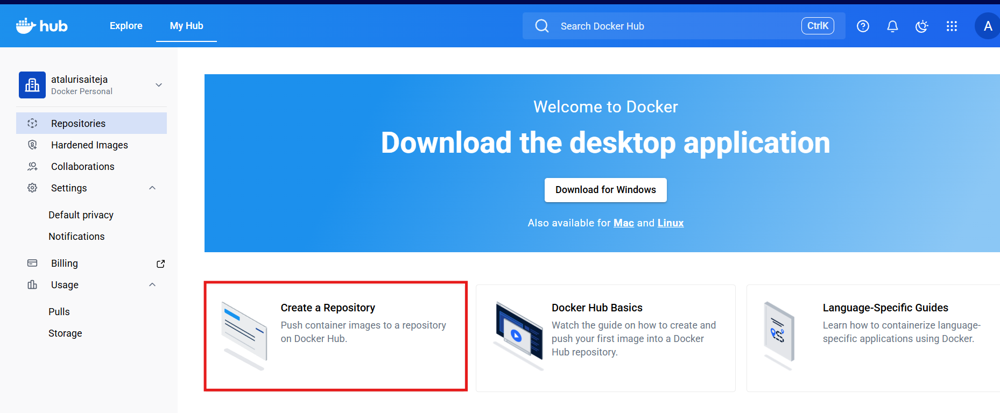 hub
Explore
My Hub
Search Docker Hub
CtrlK
A
atalurisaiteja
Docker Personal
Repositories
Hardened Images
Collaborations
Settings
Default privacy
Notifications
Billing
Usage
Pulls
Storage
Welcome to Docker
Download the desktop application
Download for Windows
Also available for Mac and Linux
Create a Repository
Push container images to a repository
on Docker Hub.
Docker Hub Basics
Watch the guide on how to create and
push your first image into a Docker
Hub repository.
Language-Specific Guides
Learn how to containerize language-
specific applications using Docker.